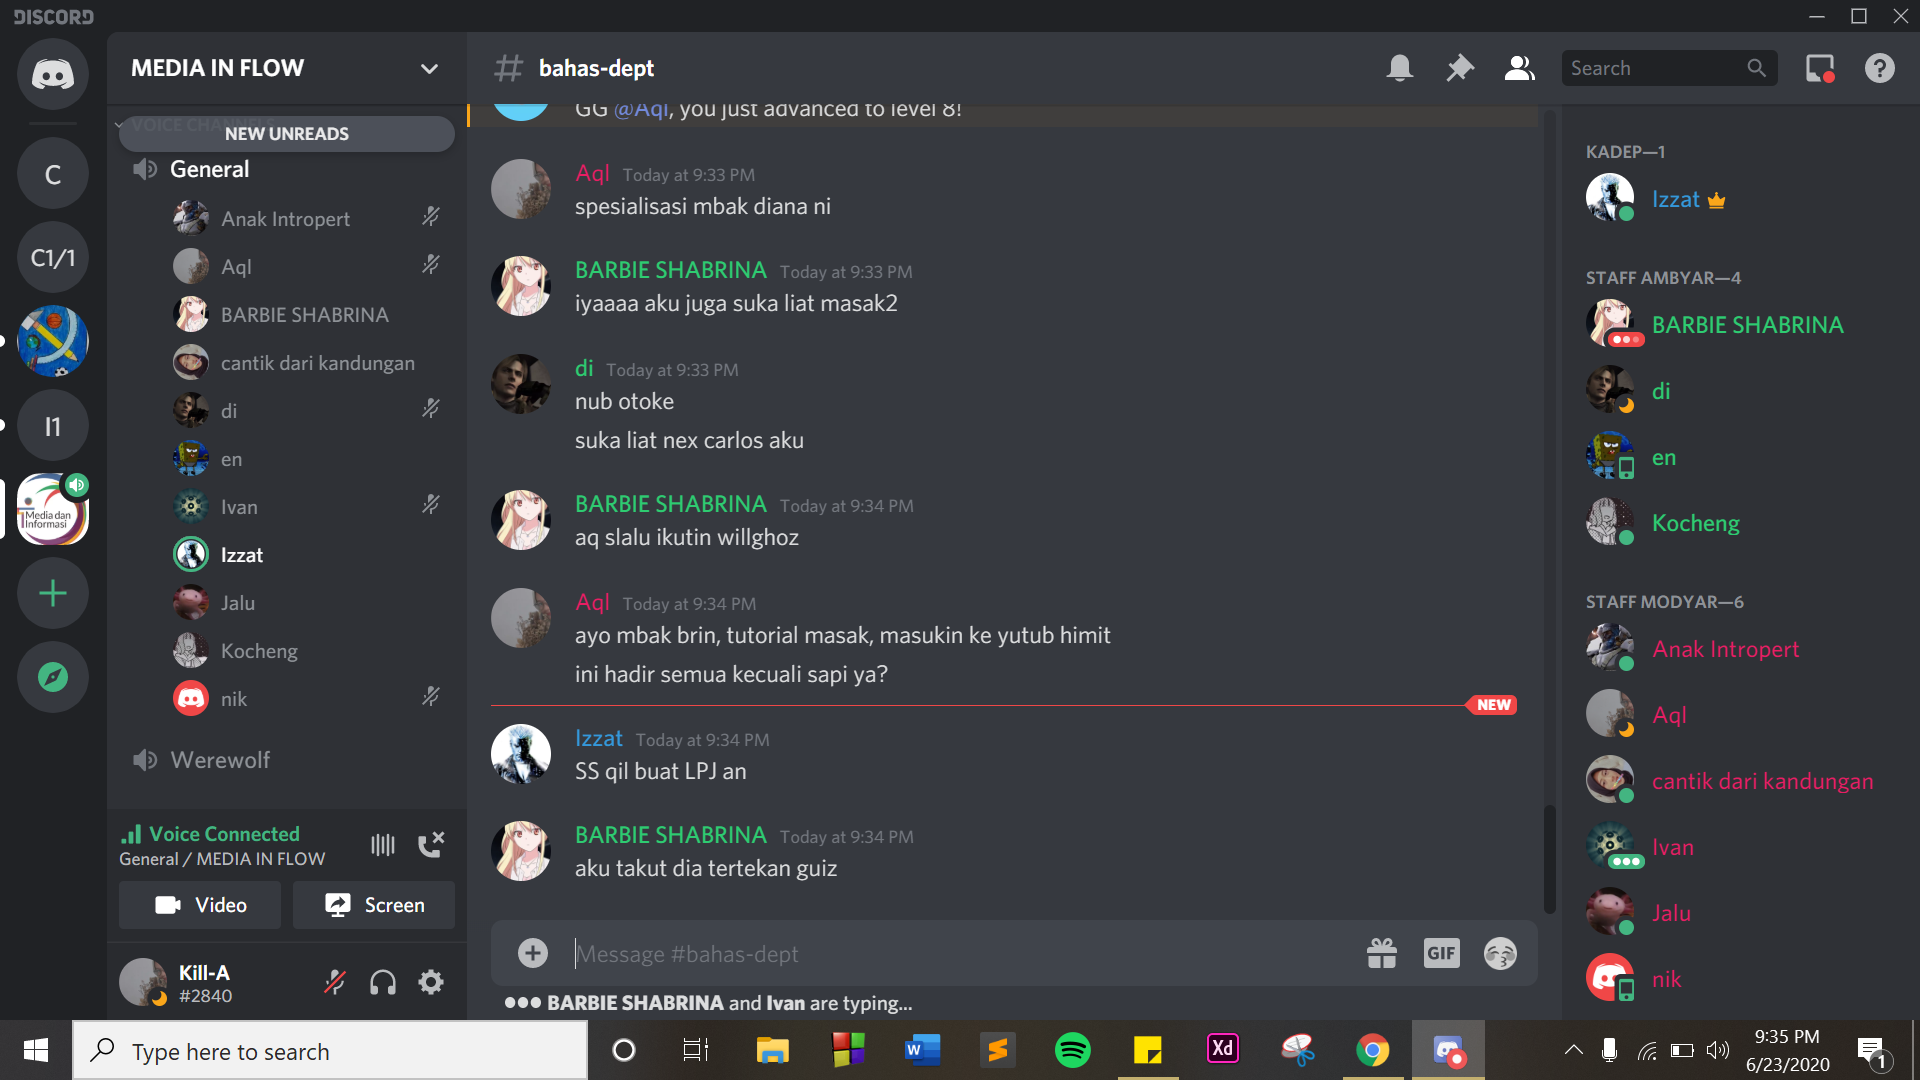 DISCORD
MEDIA IN FLOW
VOICE CHANNELS
NEW UNREADS
General
Anak Intropert
Aql
BARBIE SHABRINA
cantik dari kandungan
di
en
Ivan
Izzat
Jalu
Kocheng
nik
Werewolf
Voice Connected
General / MEDIA IN FLOW
Video
Screen
Kill-A
#2840
C
C1/1
I1
Media dan
Informasi
bahas-dept
Search
GG @Aql, you just advanced to level 8!
Aql Today at 9:33 PM
spesialisasi mbak diana ni
BARBIE SHABRINA Today at 9:33 PM
iyaaaa aku juga suka liat masak2
di Today at 9:33 PM
nub otoke
suka liat nex carlos aku
BARBIE SHABRINA Today at 9:34 PM
aq slalu ikutin willghoz
Aql Today at 9:34 PM
ayo mbak brin, tutorial masak, masukin ke yutub himit
ini hadir semua kecuali sapi ya?
NEW
Izzat Today at 9:34 PM
SS qil buat LPJ an
BARBIE SHABRINA Today at 9:34 PM
aku takut dia tertekan guiz
Message #bahas-dept
GIF
BARBIE SHABRINA and Ivan are typing...
KADEP—1
Izzat
STAFF AMBYAR—4
BARBIE SHABRINA
di
en
Kocheng
STAFF MODYAR—6
Anak Intropert
Aql
cantik dari kandungan
Ivan
Jalu
nik
Type here to search
W
S
Xd
9:35 PM
6/23/2020
1